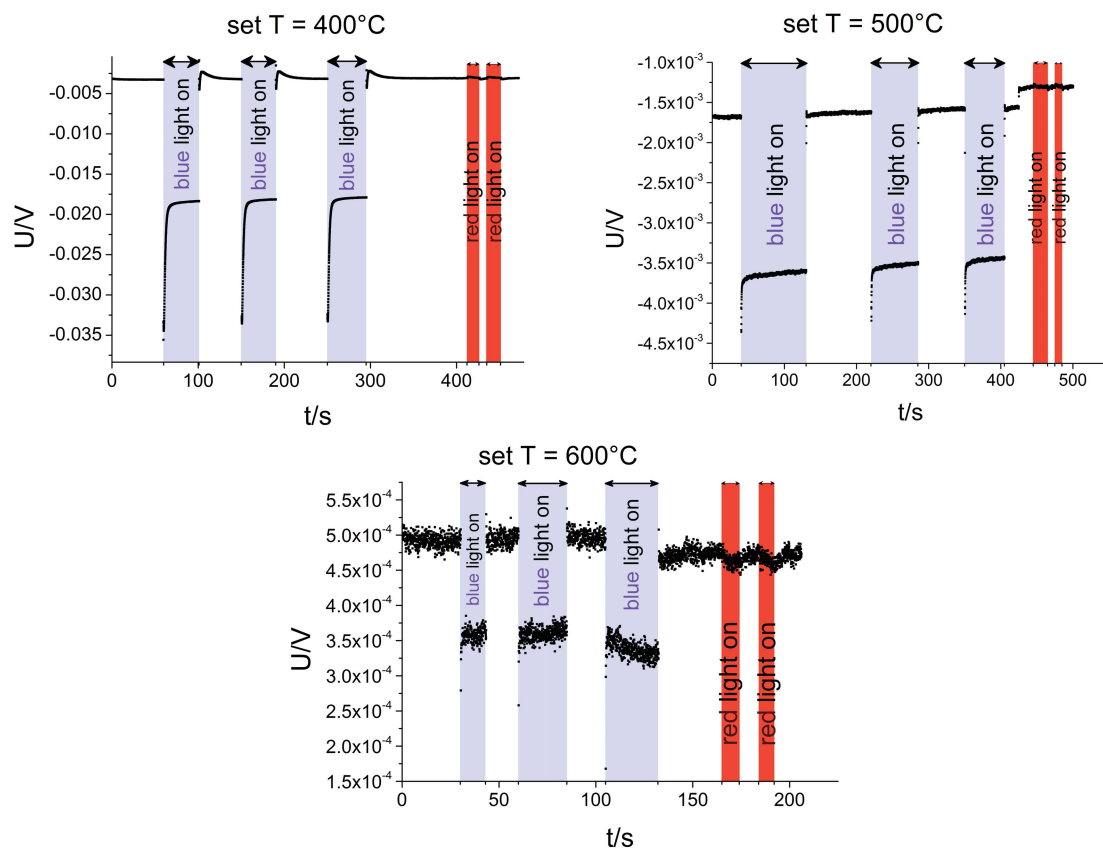 set T = 400°C
blue light on
blue light on
blue light on
red light on
red light on
-0.005
-0.010
-0.015
-0.020
-0.025
-0.030
-0.035
U/V
0
100
200
300
400
t/s
set T = 500°C
-1.0x10⁻³
-1.5x10⁻³
-2.0x10⁻³
-2.5x10⁻³
-3.0x10⁻³
-3.5x10⁻³
-4.0x10⁻³
-4.5x10⁻³
U/V
blue light on
blue light on
blue light on
red light on
red light on
0
100
200
300
400
500
t/s
set T = 600°C
5.5x10⁻⁴
5.0x10⁻⁴
4.5x10⁻⁴
4.0x10⁻⁴
3.5x10⁻⁴
3.0x10⁻⁴
2.5x10⁻⁴
2.0x10⁻⁴
1.5x10⁻⁴
U/V
blue light on
blue light on
blue light on
red light on
red light on
0
50
100
150
200
t/s